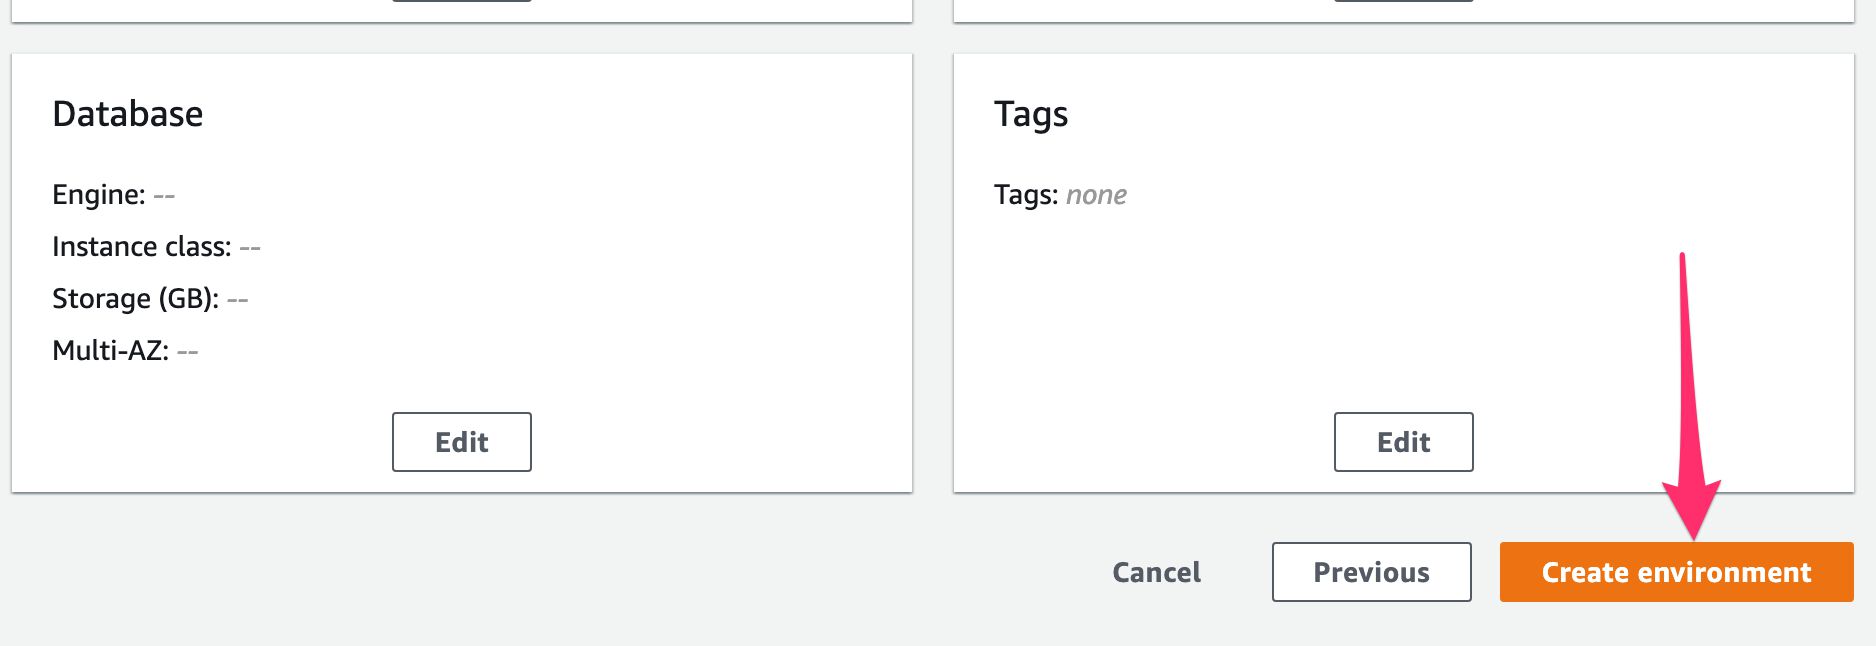 Database
Engine: --
Instance class: --
Storage (GB): --
Multi-AZ: --
Edit
Tags
Tags: none
Edit
Cancel
Previous
Create environment